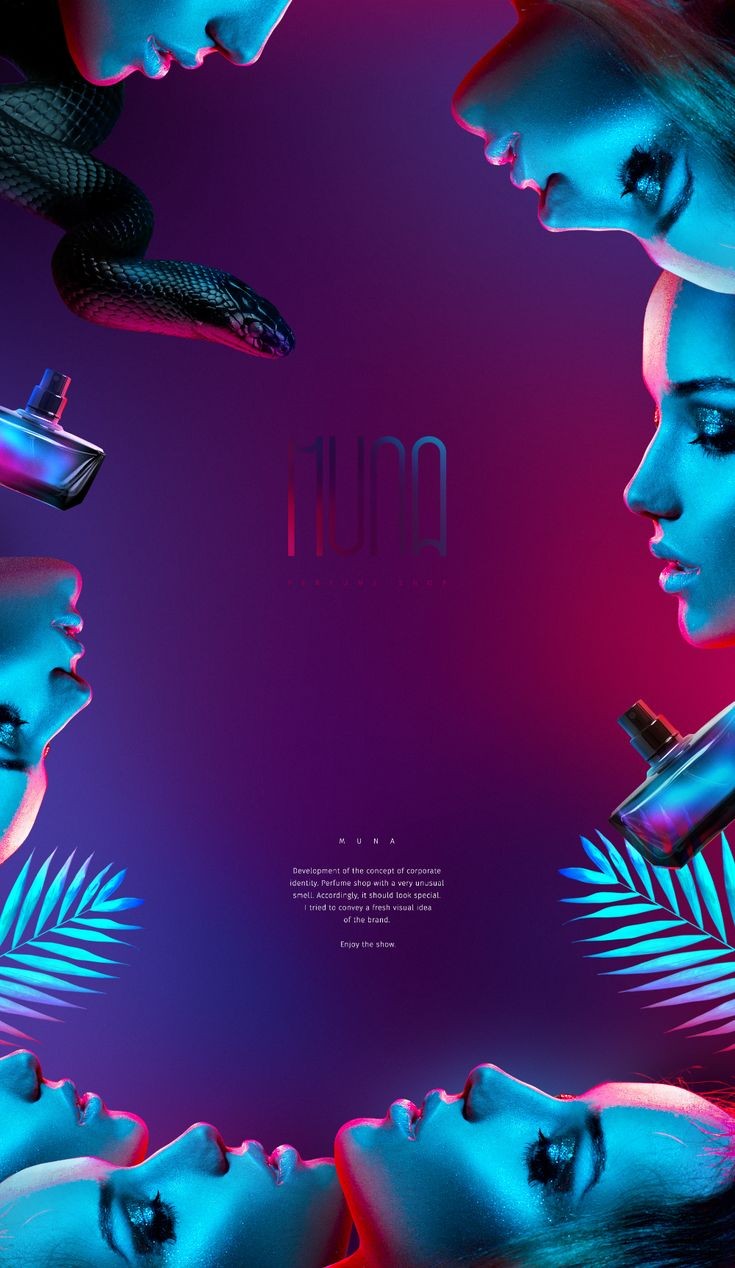 MUNA
PERFUME SHOP
MUNA
Development of the concept of corporate
identity. Perfume shop with a very unusual
smell. Accordingly, it should look special.
I tried to convey a fresh visual idea
of the brand.
Enjoy the show.